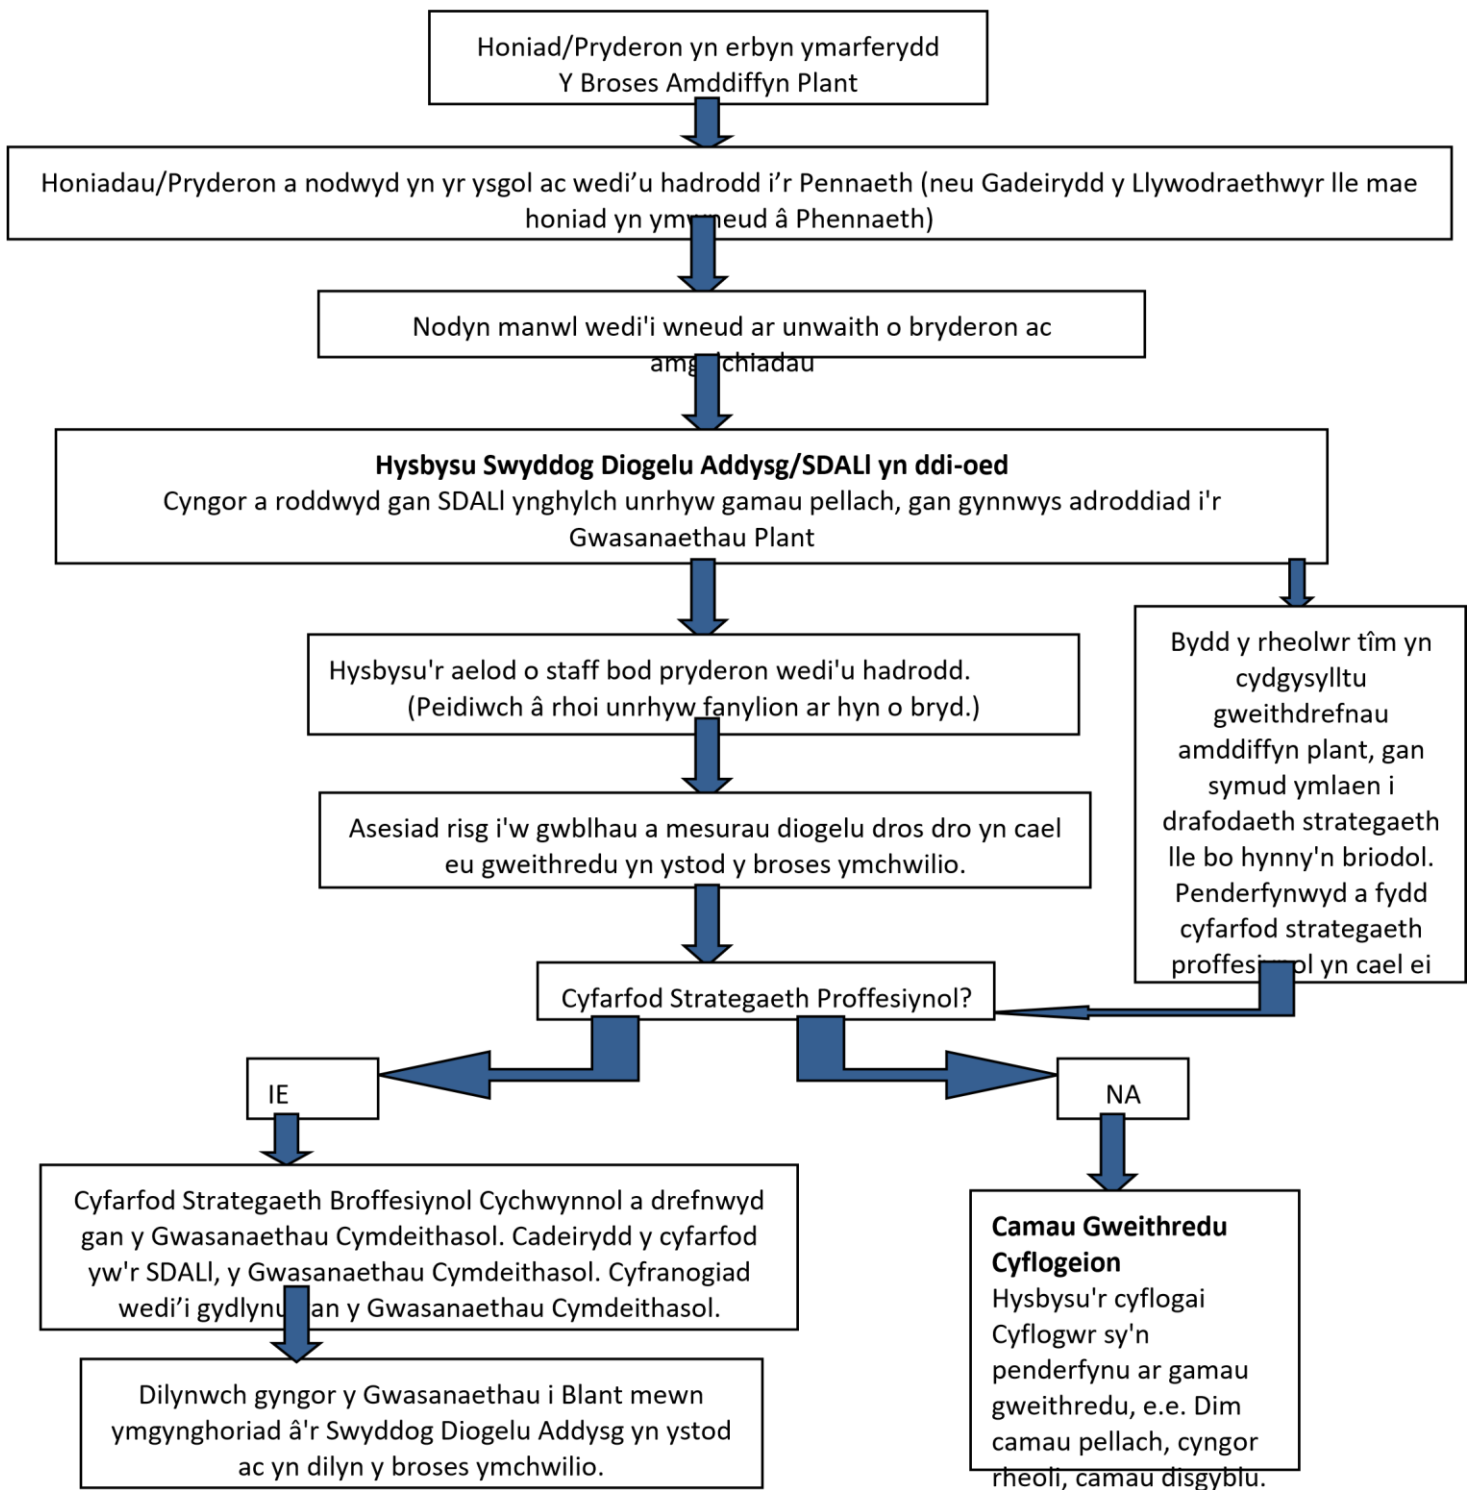 Honiad/Pryderon yn erbyn ymarferydd
Y Broses Amddiffyn Plant
Honiadau/Pryderon a nodwyd yn yr ysgol ac wedi’u hadrodd i’r Pennaeth (neu Gadeirydd y Llywodraethwyr lle mae
honiad yn ymwneud â Phennaeth)
Nodyn manwl wedi'i wneud ar unwaith o bryderon ac
amgylchiadau
Hysbysu Swyddog Diogelu Addysg/SDALl yn ddi-oed
Cyngor a roddwyd gan SDALl ynghylch unrhyw gamau pellach, gan gynnwys adroddiad i'r
Gwasanaethau Plant
Hysbysu'r aelod o staff bod pryderon wedi'u hadrodd.
(Peidiwch â rhoi unrhyw fanylion ar hyn o bryd.)
Asesiad risg i'w gwblhau a mesurau diogelu dros dro yn cael
eu gweithredu yn ystod y broses ymchwilio.
Bydd y rheolwr tîm yn
cydgysylltu
gweithdrefnau
amddiffyn plant, gan
symud ymlaen i
drafodaeth strategaeth
lle bo hynny'n briodol.
Penderfynwyd a fydd
cyfarfod strategaeth
proffesiynol yn cael ei
Cyfarfod Strategaeth Proffesiynol?
IE
NA
Cyfarfod Strategaeth Broffesiynol Cychwynnol a drefnwyd
gan y Gwasanaethau Cymdeithasol. Cadeirydd y cyfarfod
yw'r SDALl, y Gwasanaethau Cymdeithasol. Cyfranogiad
wedi’i gydlynu gan y Gwasanaethau Cymdeithasol.
Dilynwch gyngor y Gwasanaethau i Blant mewn
ymgynghoriad â'r Swyddog Diogelu Addysg yn ystod
ac yn dilyn y broses ymchwilio.
Camau Gweithredu
Cyflogeion
Hysbysu'r cyflogai
Cyflogwr sy'n
penderfynu ar gamau
gweithredu, e.e. Dim
camau pellach, cyngor
rheoli, camau disgyblu.